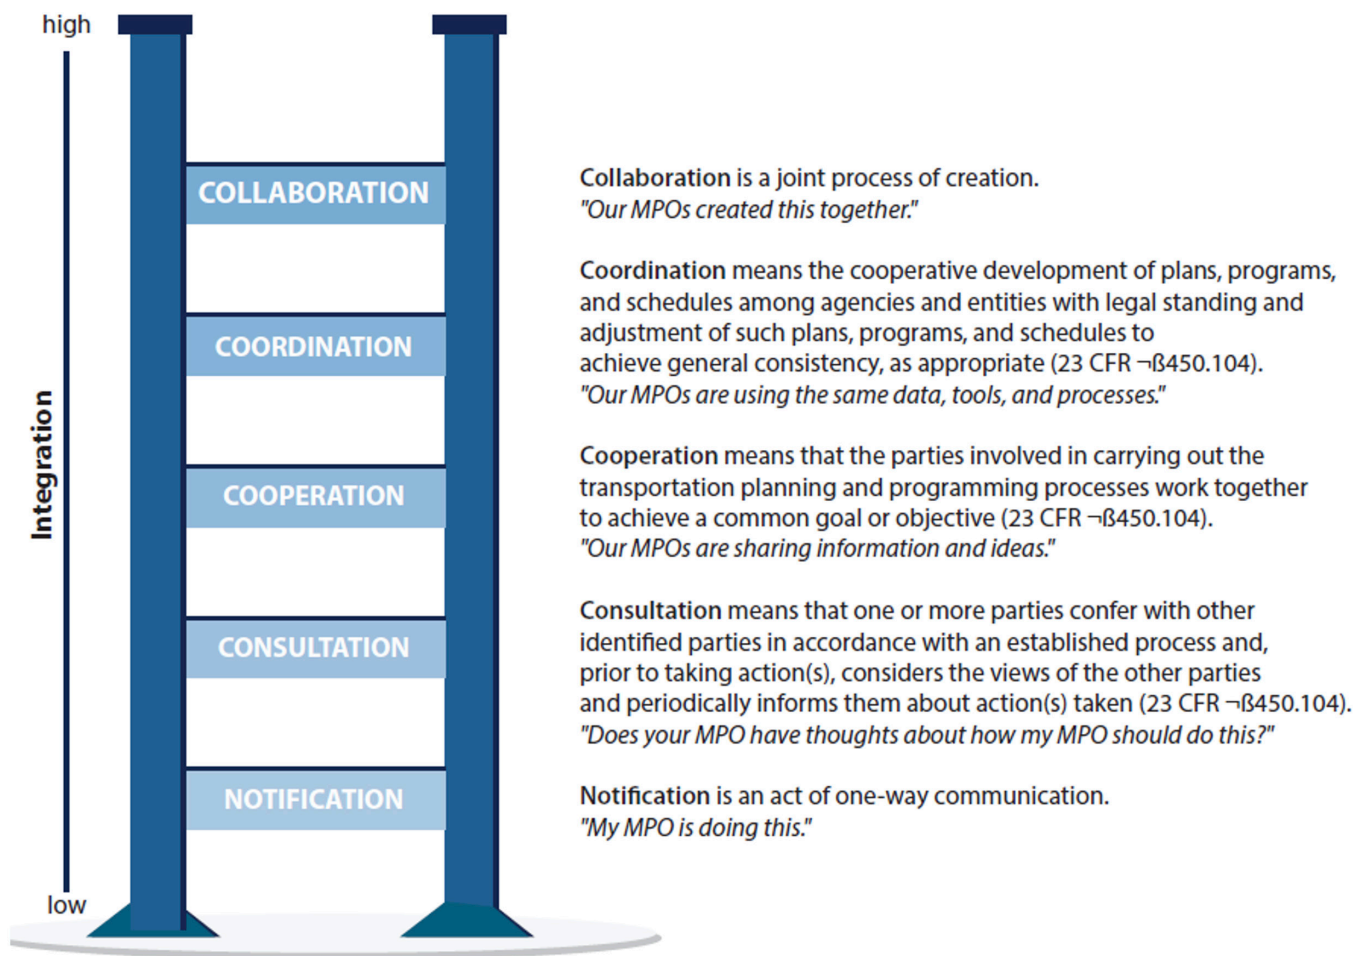 high
COLLABORATION
COORDINATION
COOPERATION
CONSULTATION
NOTIFICATION
Integration
low
Collaboration is a joint process of creation.
"Our MPOs created this together."
Coordination means the cooperative development of plans, programs,
and schedules among agencies and entities with legal standing and
adjustment of such plans, programs, and schedules to
achieve general consistency, as appropriate (23 CFR ¬ß450.104).
"Our MPOs are using the same data, tools, and processes."
Cooperation means that the parties involved in carrying out the
transportation planning and programming processes work together
to achieve a common goal or objective (23 CFR ¬ß450.104).
"Our MPOs are sharing information and ideas."
Consultation means that one or more parties confer with other
identified parties in accordance with an established process and,
prior to taking action(s), considers the views of the other parties
and periodically informs them about action(s) taken (23 CFR ¬ß450.104).
"Does your MPO have thoughts about how my MPO should do this?"
Notification is an act of one-way communication.
"My MPO is doing this."